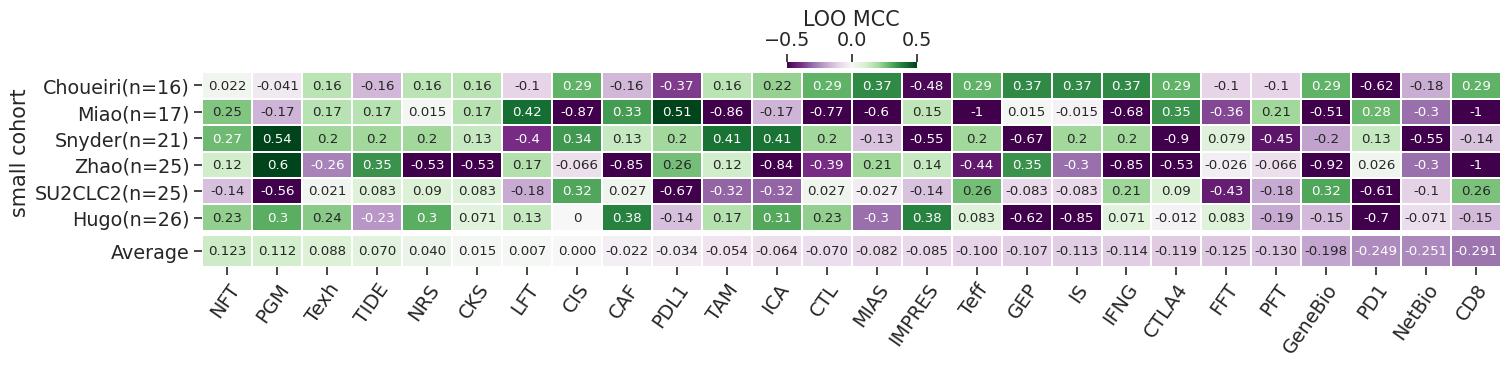 LOO MCC
−0.5 0.0 0.5
small cohort
Choueiri(n=16) 0.022 -0.041 0.16 -0.16 0.16 0.16 -0.1 0.29 -0.16 -0.37 0.16 0.22 0.29 0.37 -0.48 0.29 0.37 0.37 0.37 0.29 -0.1 -0.1 0.29 -0.62 -0.18 0.29
Miao(n=17) 0.25 -0.17 0.17 0.17 0.015 0.17 0.42 -0.87 0.33 0.51 -0.86 -0.17 -0.77 -0.6 0.15 -1 0.015 -0.015 -0.68 0.35 -0.36 0.21 -0.51 0.28 -0.3 -1
Snyder(n=21) 0.27 0.54 0.2 0.2 0.2 0.13 -0.4 0.34 0.13 0.2 0.41 0.41 0.2 -0.13 -0.55 0.2 -0.67 0.2 0.2 -0.9 0.079 -0.45 -0.2 0.13 -0.55 -0.14
Zhao(n=25) 0.12 0.6 -0.26 0.35 -0.53 -0.53 0.17 -0.066 -0.85 0.26 0.12 -0.84 -0.39 0.21 0.14 -0.44 0.35 -0.3 -0.85 -0.53 -0.026 -0.066 -0.92 0.026 -0.3 -1
SU2CLC2(n=25) -0.14 -0.56 0.021 0.083 0.09 0.083 -0.18 0.32 0.027 -0.67 -0.32 -0.32 0.027 -0.027 -0.14 0.26 -0.083 -0.083 0.21 0.09 -0.43 -0.18 0.32 -0.61 -0.1 0.26
Hugo(n=26) 0.23 0.3 0.24 -0.23 0.3 0.071 0.13 0 0.38 -0.14 0.17 0.31 0.23 -0.3 0.38 0.083 -0.62 -0.85 0.071 -0.012 0.083 -0.19 -0.15 -0.7 -0.071 -0.15
Average 0.123 0.112 0.088 0.070 0.040 0.015 0.007 0.000 -0.022 -0.034 -0.054 -0.064 -0.070 -0.082 -0.085 -0.100 -0.107 -0.113 -0.114 -0.119 -0.125 -0.130 -0.198 -0.249 -0.251 -0.291
NFT PGM Texh TIDE NRS CKS LFT CIS CAF PDL1 TAM ICA CTL MIAS IMPRES Teff GEP IS IFNG CTLA4 FFT PFT GeneBio PD1 NetBio CD8